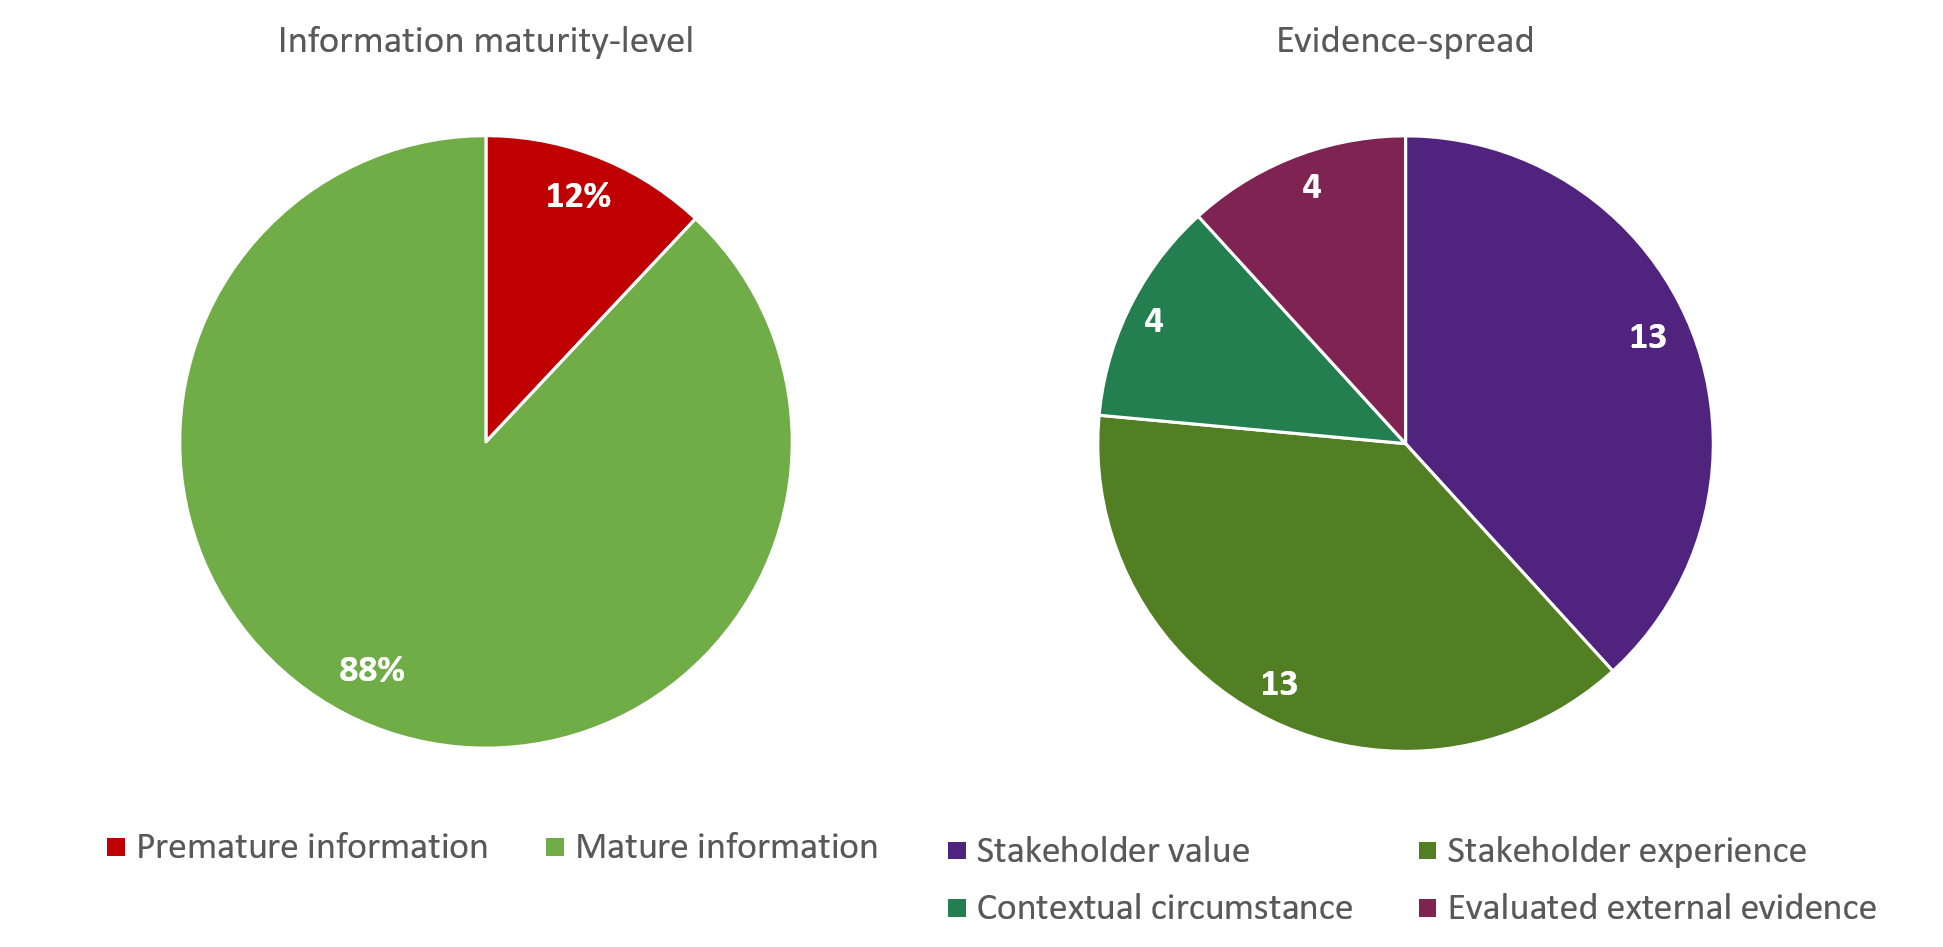 Information maturity-level
12%
88%
Premature information
Mature information
Evidence-spread
4
13
4
13
Stakeholder value
Stakeholder experience
Contextual circumstance
Evaluated external evidence